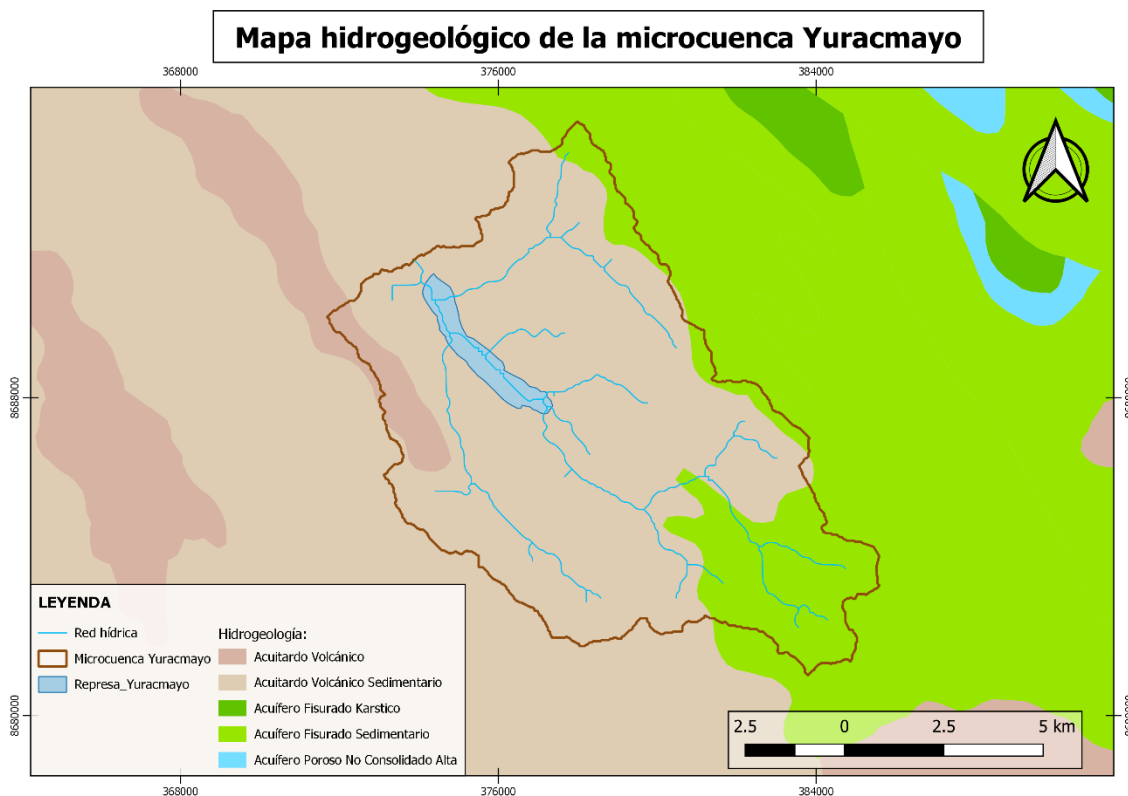 Mapa hidrogeológico de la microcuenca Yuracmayo
368000 376000 384000
8688000 8688000
LEYENDA
Red hídrica
Microcuenca Yuracmayo
Represa_Yuracmayo
Hidrogeología:
Acuitardo Volcánico
Acuitardo Volcánico Sedimentario
Acuífero Fisurado Karstico
Acuífero Fisurado Sedimentario
Acuífero Poroso No Consolidado Alta
8680000 8680000
2.5 0 2.5 5 km
368000 376000 384000